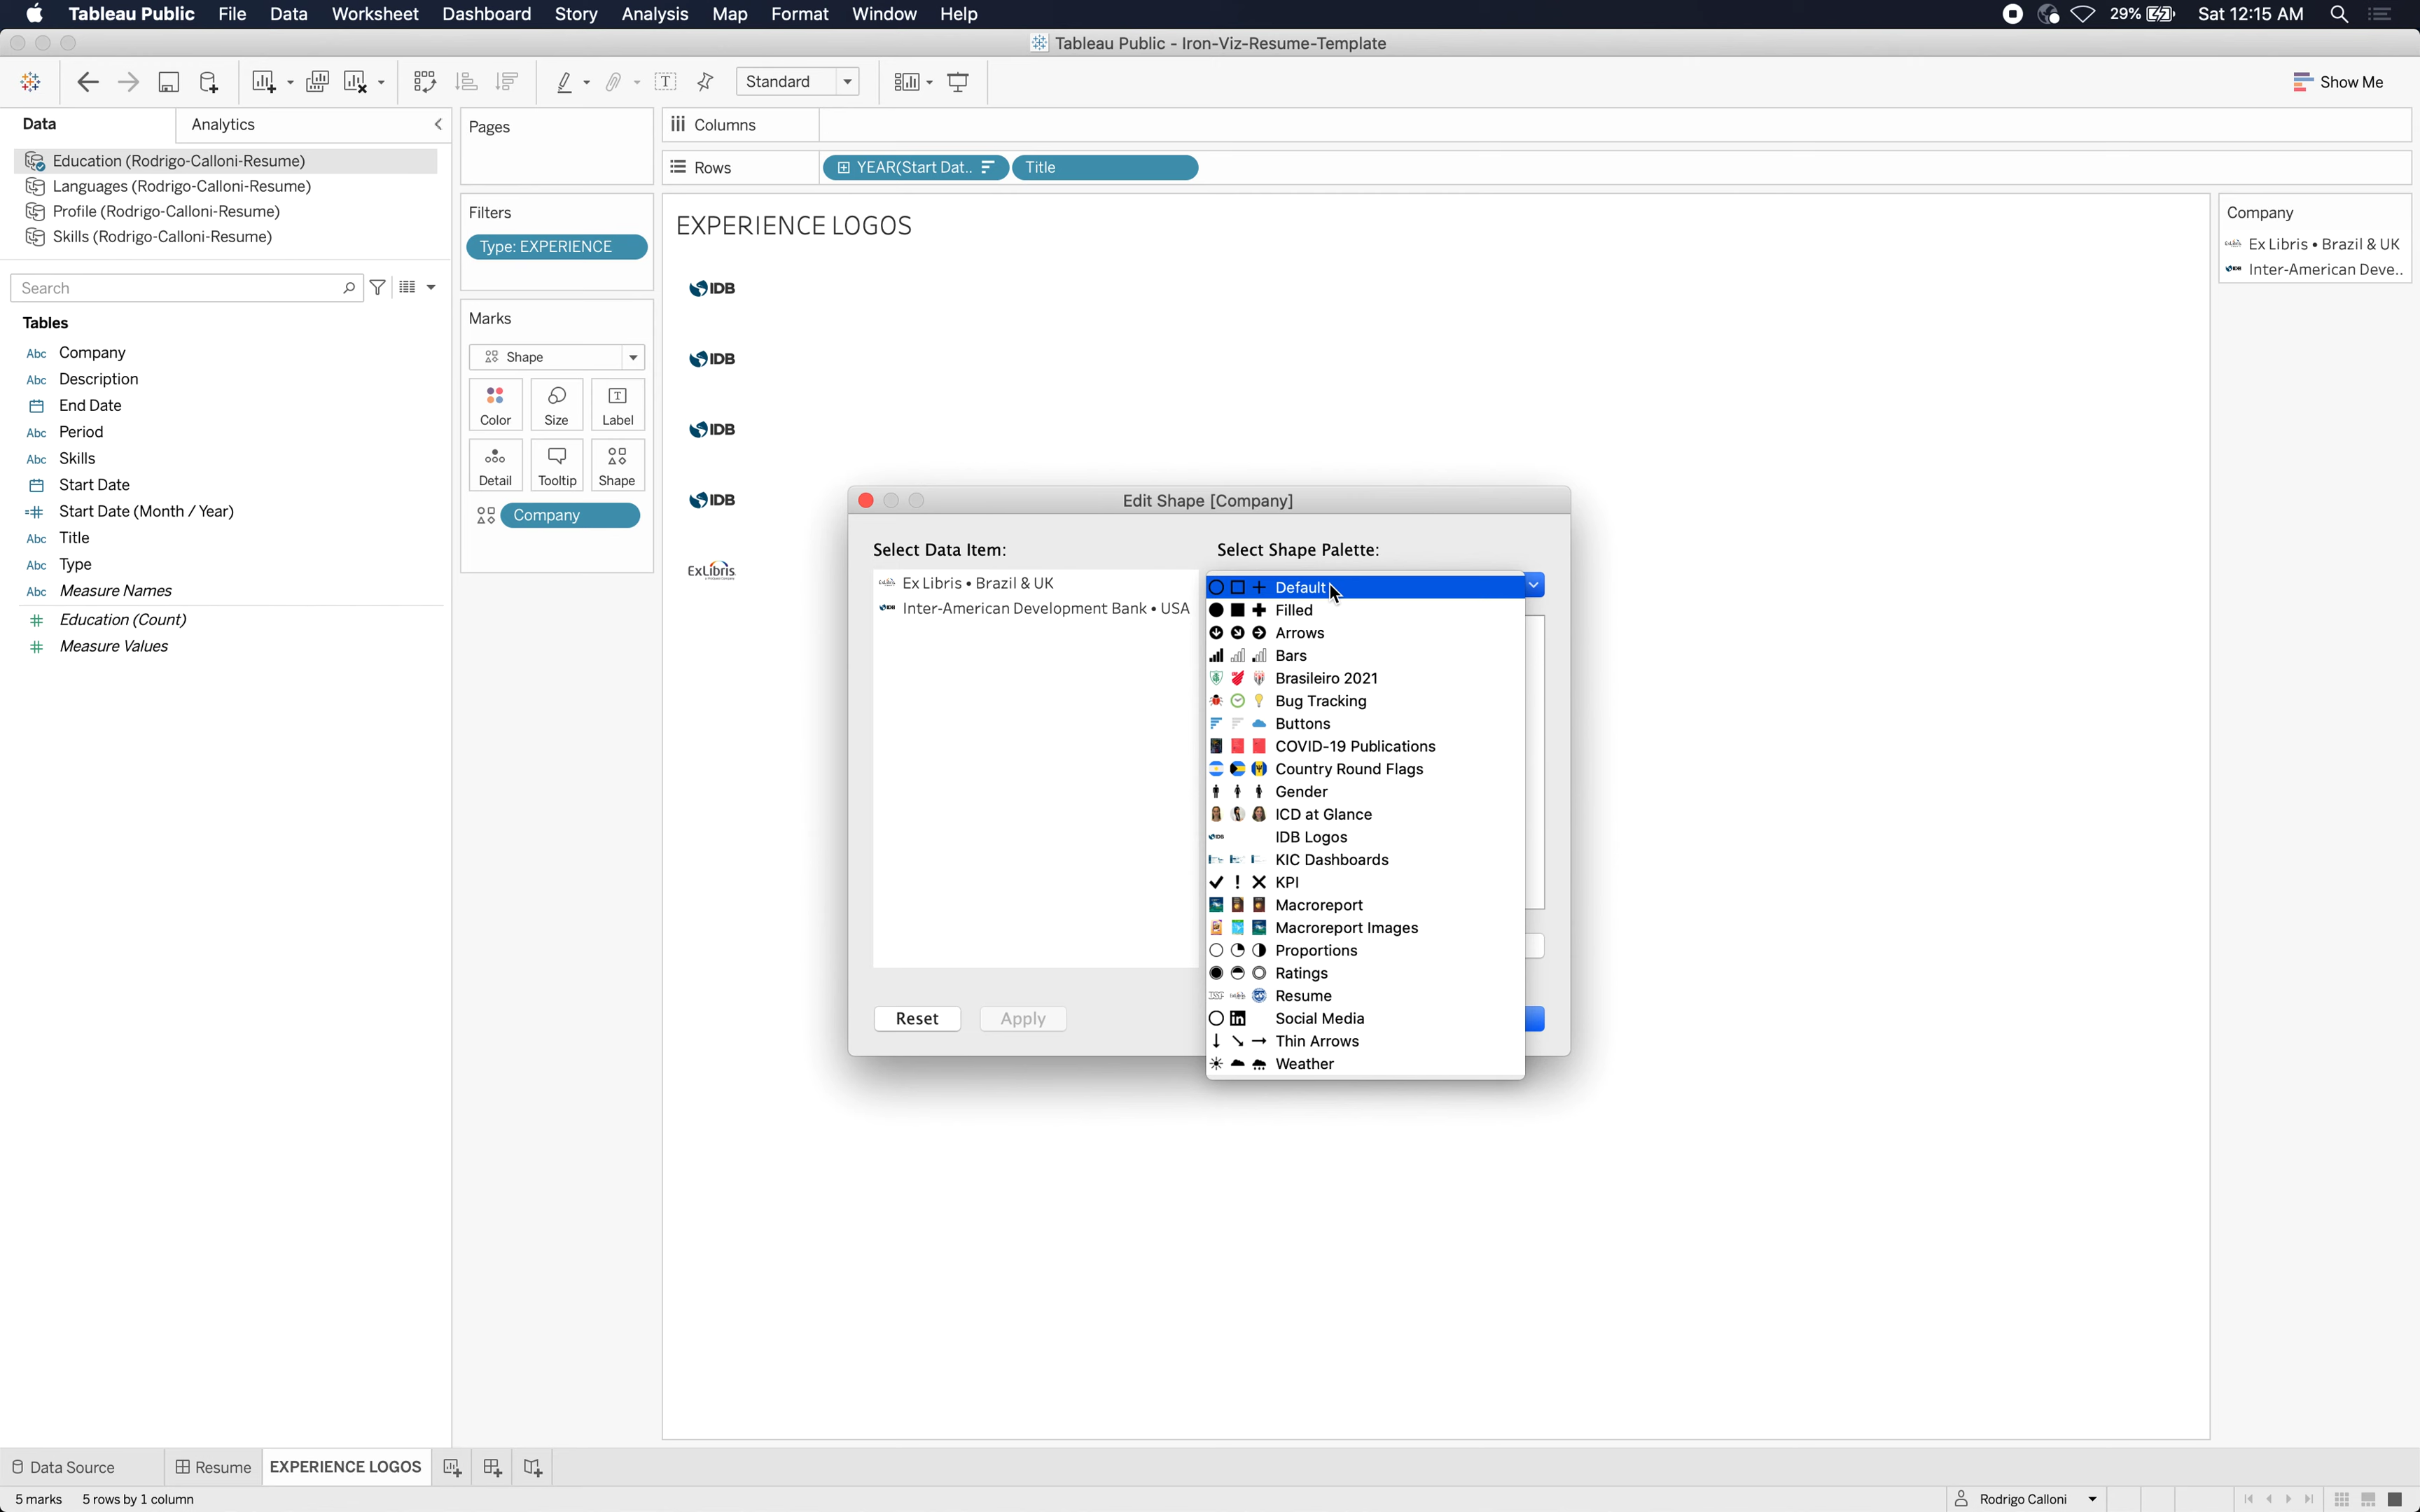 Tableau Public File Data Worksheet Dashboard Story Analysis Map Format Window Help 29% Sat 12:15 AM
Tableau Public - Iron-Viz-Resume-Template
Standard Show Me
Data Analytics
Education (Rodrigo-Calloni-Resume)
Languages (Rodrigo-Calloni-Resume)
Profile (Rodrigo-Calloni-Resume)
Skills (Rodrigo-Calloni-Resume)
Search
Tables
Abc Company
Abc Description
End Date
Abc Period
Abc Skills
Start Date
=# Start Date (Month / Year)
Abc Title
Abc Type
Abc Measure Names
# Education (Count)
# Measure Values
Pages
Filters
Type: EXPERIENCE
Marks
Shape
Color Size Label
Detail Tooltip Shape
Company
Columns
Rows YEAR(Start Dat.. Title
EXPERIENCE LOGOS
IDB
IDB
IDB
IDB
ExLibris
Company
Ex Libris • Brazil & UK
Inter-American Deve..
Edit Shape [Company]
Select Data Item:
Ex Libris • Brazil & UK
Inter-American Development Bank • USA
Reset Apply
Select Shape Palette:
Default
Filled
Arrows
Bars
Brasileiro 2021
Bug Tracking
Buttons
COVID-19 Publications
Country Round Flags
Gender
ICD at Glance
IDB Logos
KIC Dashboards
KPI
Macroreport
Macroreport Images
Proportions
Ratings
Resume
Social Media
Thin Arrows
Weather
Data Source Resume EXPERIENCE LOGOS
5 marks 5 rows by 1 column Rodrigo Calloni